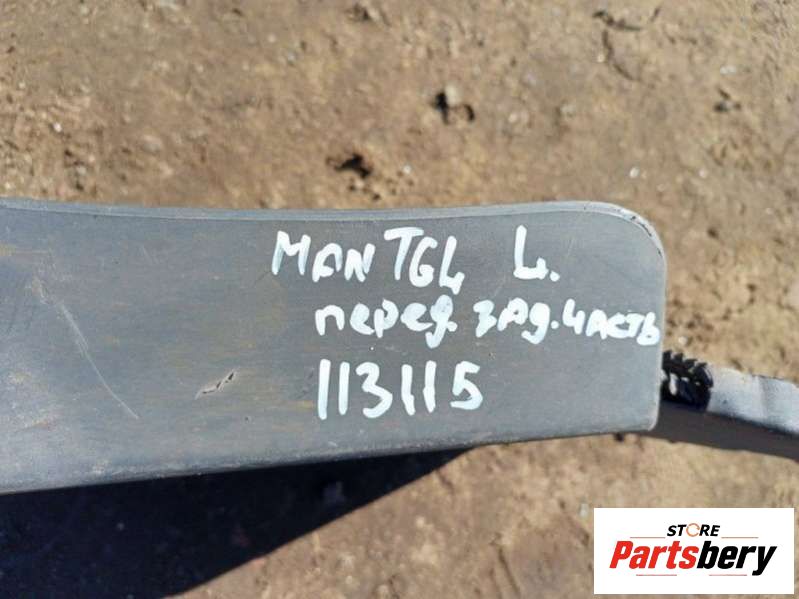 MAN TGL L.
перед. зад. часть
113115
STORE
Partsbery